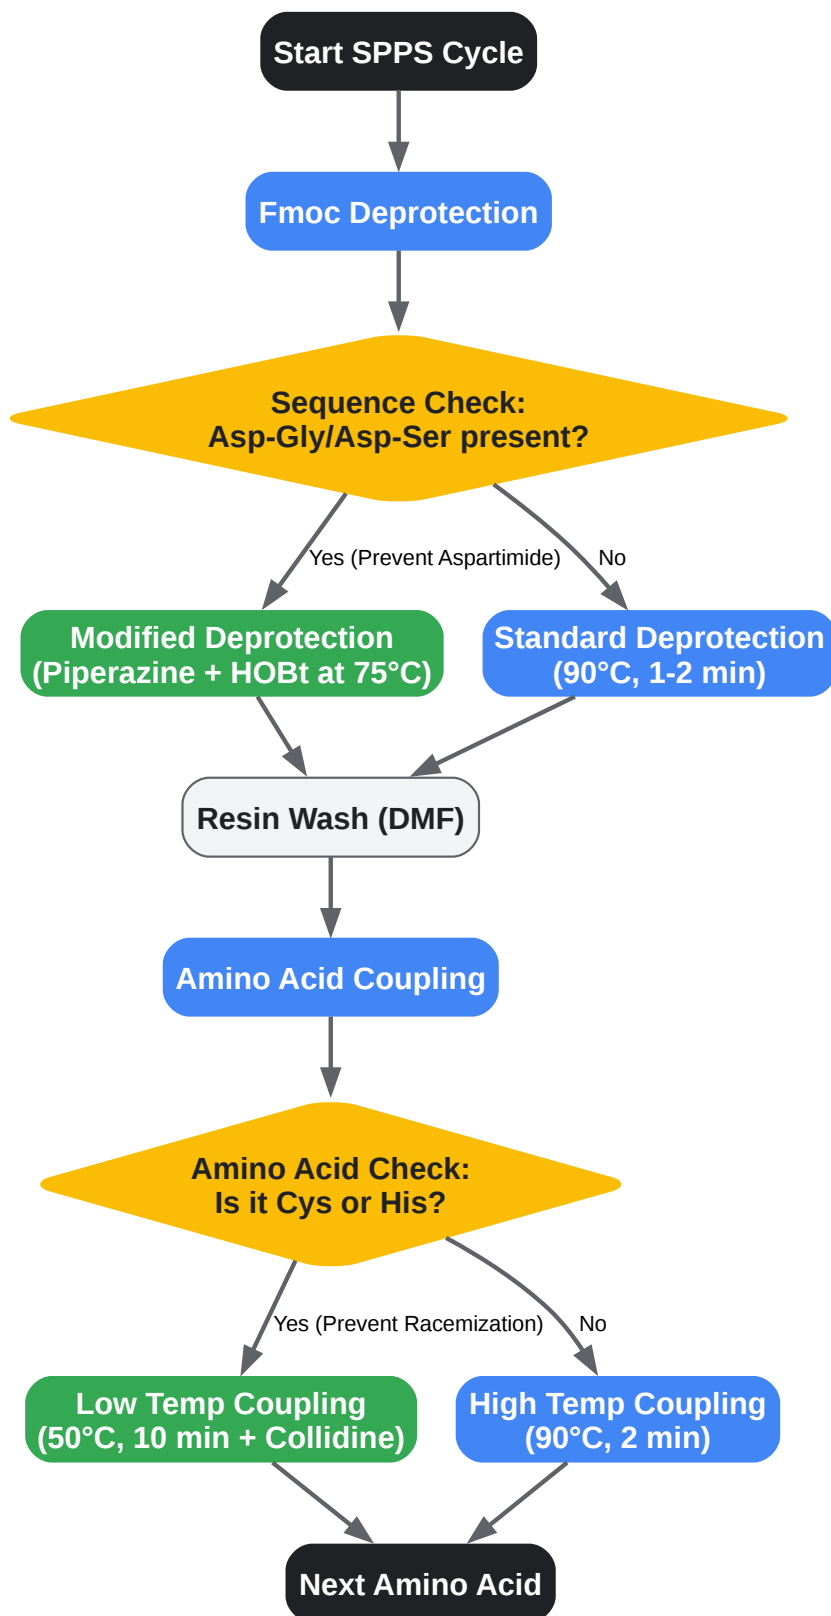 Start SPPS Cycle
Fmoc Deprotection
Sequence Check:
Asp-Gly/Asp-Ser present?
Yes (Prevent Aspartimide)
No
Modified Deprotection
(Piperazine + HOBt at 75°C)
Standard Deprotection
(90°C, 1-2 min)
Resin Wash (DMF)
Amino Acid Coupling
Amino Acid Check:
Is it Cys or His?
Yes (Prevent Racemization)
No
Low Temp Coupling
(50°C, 10 min + Collidine)
High Temp Coupling
(90°C, 2 min)
Next Amino Acid